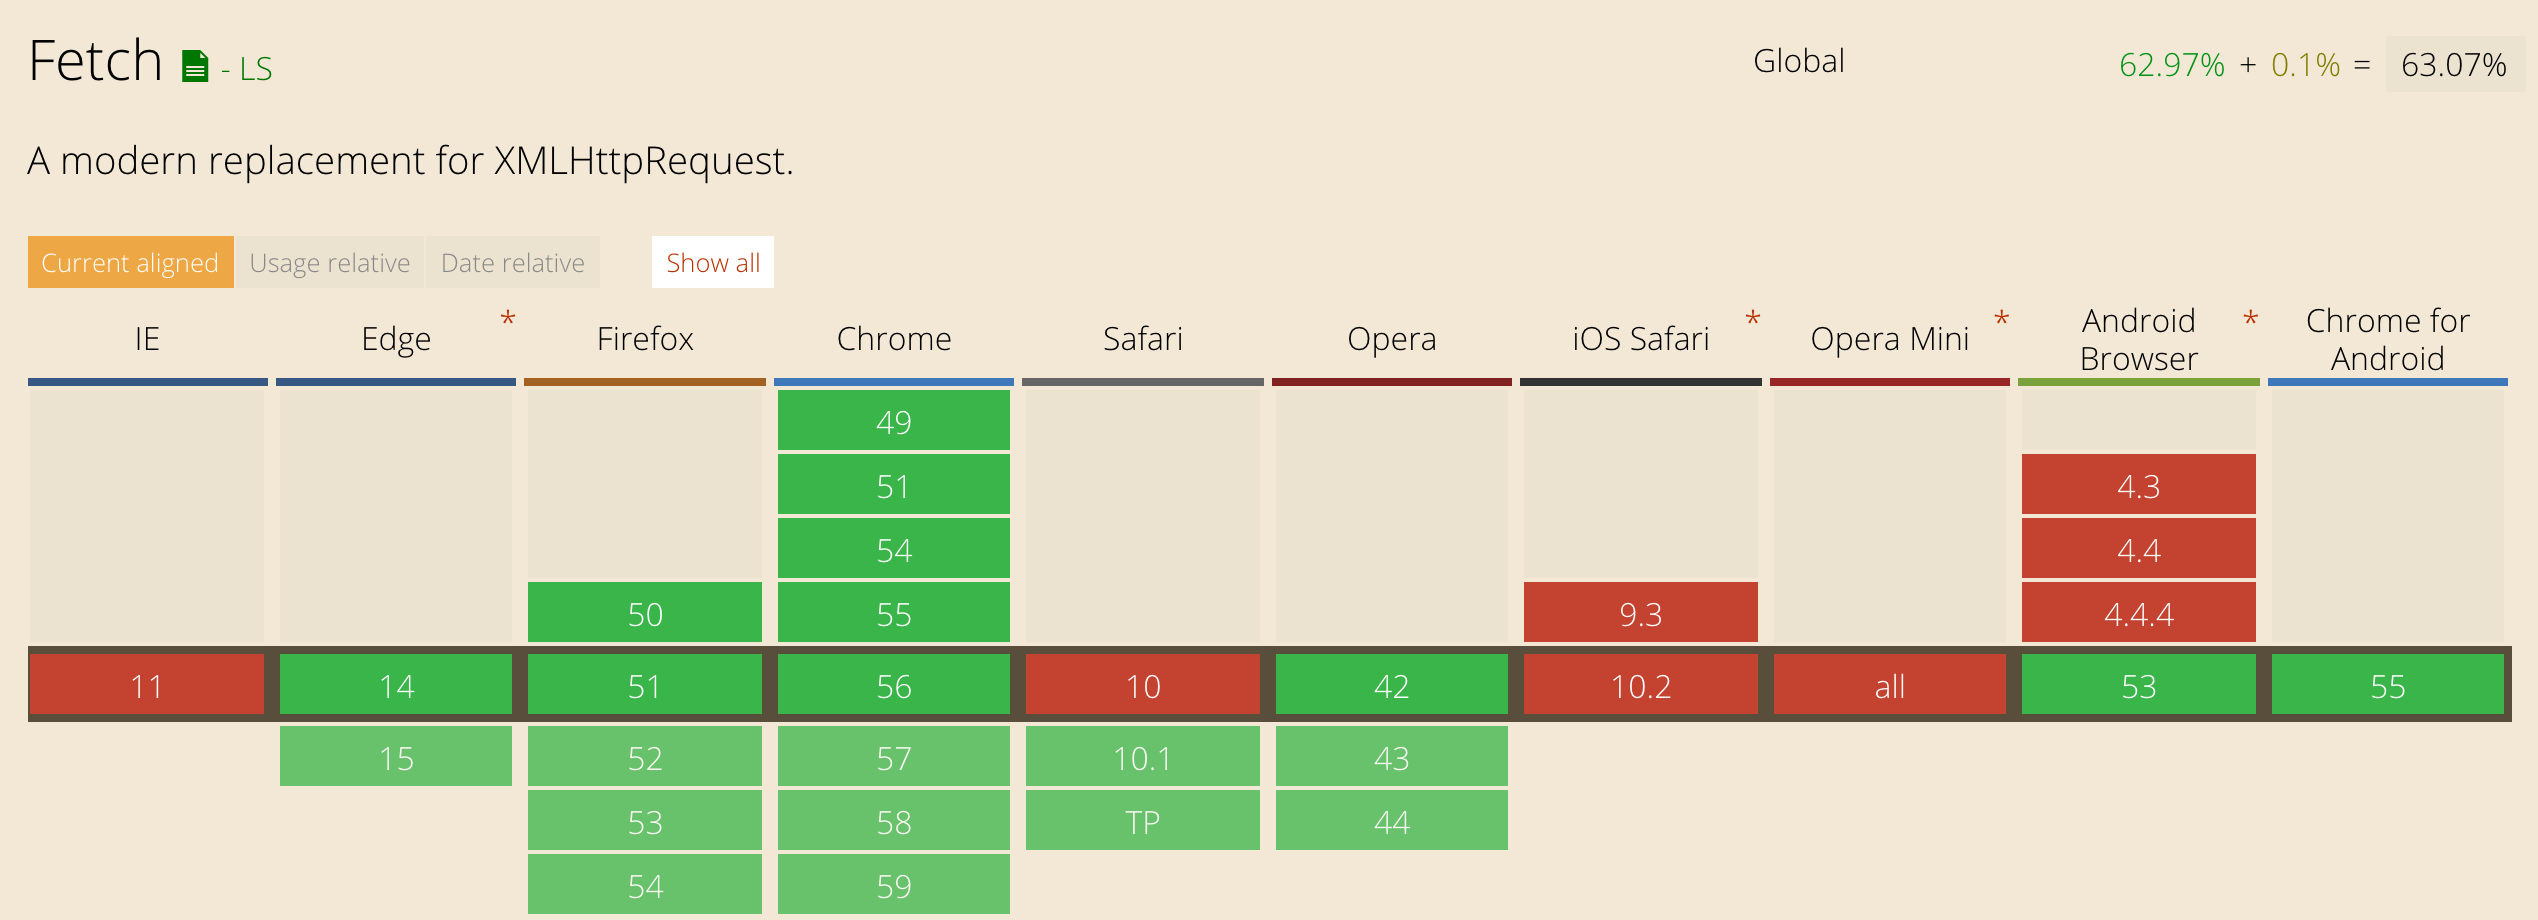 Fetch - LS
Global
62.97% + 0.1% = 63.07%
A modern replacement for XMLHttpRequest.
Current aligned Usage relative Date relative Show all
IE Edge * Firefox Chrome Safari Opera iOS Safari * Opera Mini * Android Browser * Chrome for Android
49
51 4.3
54 4.4
50 55 9.3 4.4.4
11 14 51 56 10 42 10.2 all 53 55
15 52 57 10.1 43
53 58 TP 44
54 59